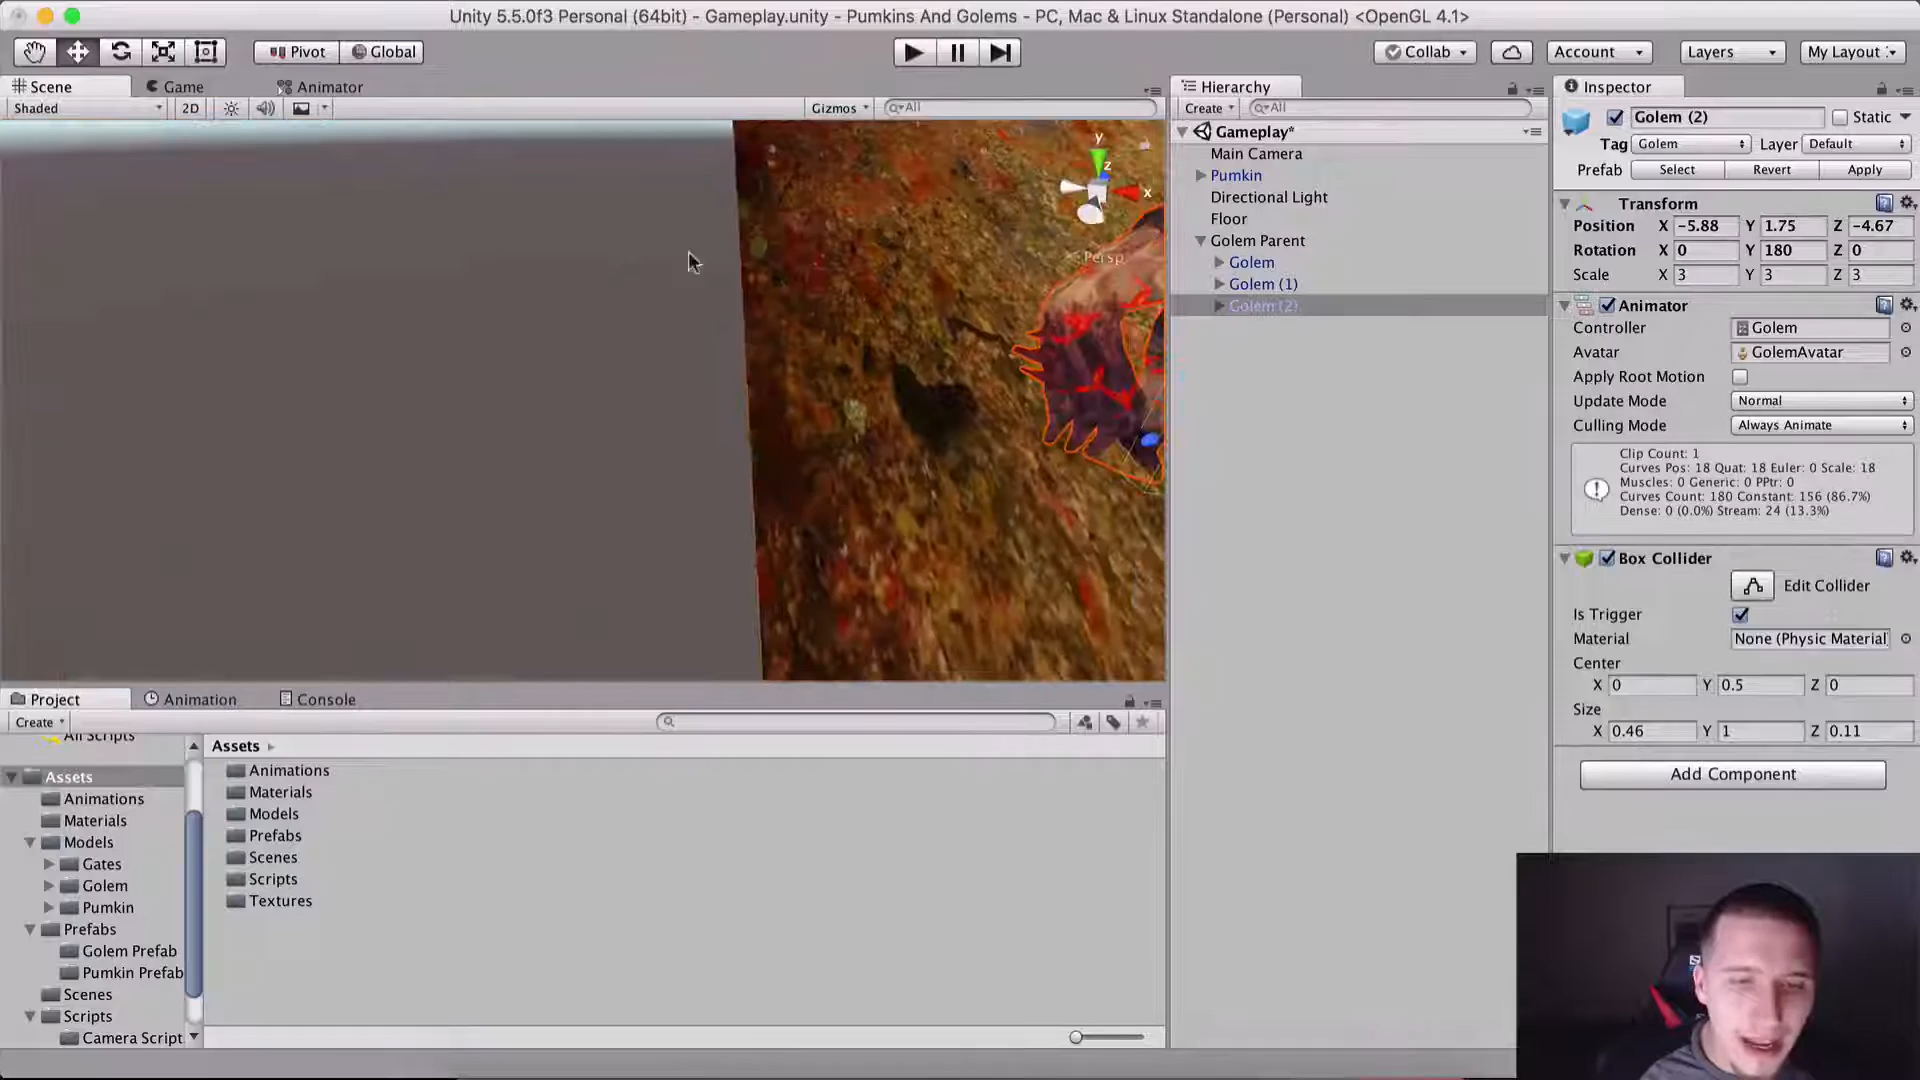 Unity 5.5.0f3 Personal (64bit) - Gameplay.unity - Pumkins And Golems - PC, Mac & Linux Standalone (Personal) <OpenGL 4.1>
Pivot Global Collab Account Layers My Layout
Scene Game Animator
Shaded 2D Gizmos All
y
z
x
Persp
Hierarchy
Create All
Gameplay*
Main Camera
Pumkin
Directional Light
Floor
Golem Parent
Golem
Golem (1)
Golem (2)
Inspector
Golem (2) Static
Tag Golem Layer Default
Prefab Select Revert Apply
Transform
Position X -5.88 Y 1.75 Z -4.67
Rotation X 0 Y 180 Z 0
Scale X 3 Y 3 Z 3
Animator
Controller Golem
Avatar GolemAvatar
Apply Root Motion
Update Mode Normal
Culling Mode Always Animate
Clip Count: 1
Curves Pos: 18 Quat: 18 Euler: 0 Scale: 18
Muscles: 0 Generic: 0 PPtr: 0
Curves Count: 180 Constant: 156 (86.7%)
Dense: 0 (0.0%) Stream: 24 (13.3%)
Box Collider
Edit Collider
Is Trigger
Material None (Physic Material
Center
X 0 Y 0.5 Z 0
Size
X 0.46 Y 1 Z 0.11
Add Component
Project Animation Console
Create
All Scripts
Assets
Animations
Materials
Models
Gates
Golem
Pumkin
Prefabs
Golem Prefab
Pumkin Prefab
Scenes
Scripts
Camera Script
Assets
Animations
Materials
Models
Prefabs
Scenes
Scripts
Textures